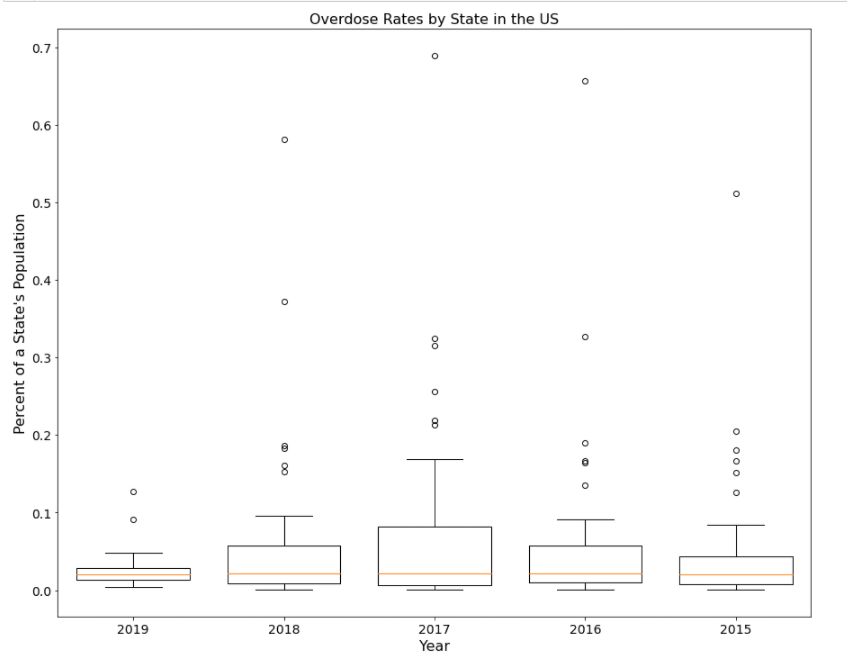 Overdose Rates by State in the US
Percent of a State's Population
0.7
0.6
0.5
0.4
0.3
0.2
0.1
0.0
2019 2018 2017 2016 2015
Year